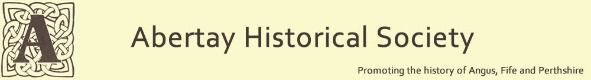 A
Abertay Historical Society
Promoting the history of Angus, Fife and Perthshire